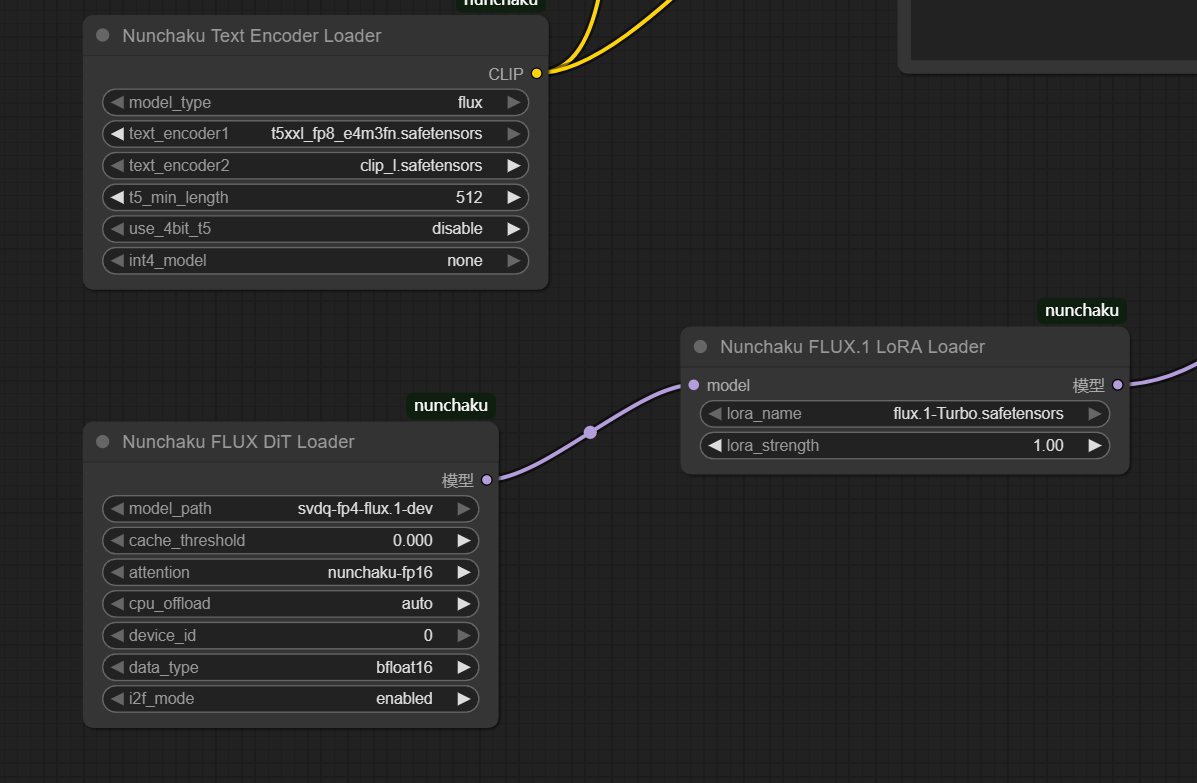 nunchaku
Nunchaku Text Encoder Loader
CLIP
model_type flux
text_encoder1 t5xxl_fp8_e4m3fn.safetensors
text_encoder2 clip_l.safetensors
t5_min_length 512
use_4bit_t5 disable
int4_model none
nunchaku
Nunchaku FLUX.1 LoRA Loader
model 模型
lora_name flux.1-Turbo.safetensors
lora_strength 1.00
nunchaku
Nunchaku FLUX DiT Loader
模型
model_path svdq-fp4-flux.1-dev
cache_threshold 0.000
attention nunchaku-fp16
cpu_offload auto
device_id 0
data_type bfloat16
i2f_mode enabled